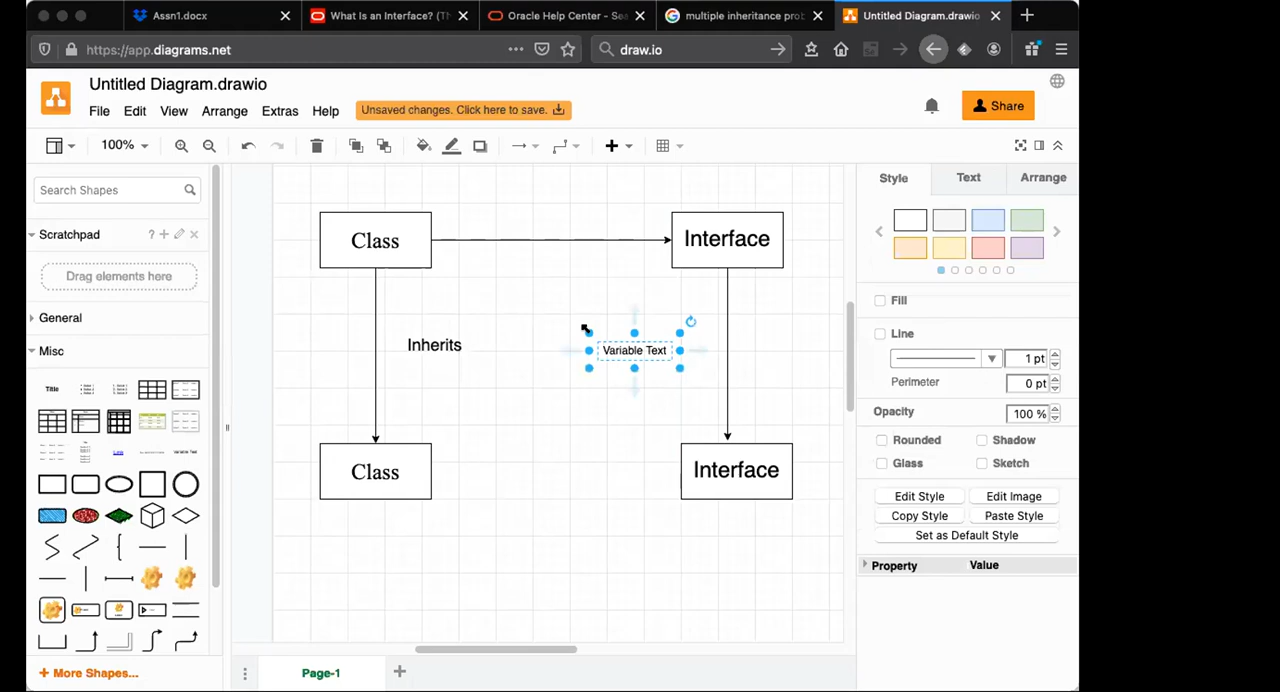 Assn1.docx
What Is an Interface? (Th
Oracle Help Center - Sea
multiple inheritance prob
Untitled Diagram.drawio
https://app.diagrams.net
draw.io
Untitled Diagram.drawio
File Edit View Arrange Extras Help
Unsaved changes. Click here to save.
Share
100%
Search Shapes
Scratchpad
Drag elements here
General
Misc
Title
Link
Variable Text
More Shapes...
Class
Interface
Inherits
Variable Text
Class
Interface
Page-1
Style Text Arrange
Fill
Line
1 pt
Perimeter
0 pt
Opacity
100 %
Rounded
Shadow
Glass
Sketch
Edit Style
Edit Image
Copy Style
Paste Style
Set as Default Style
Property
Value